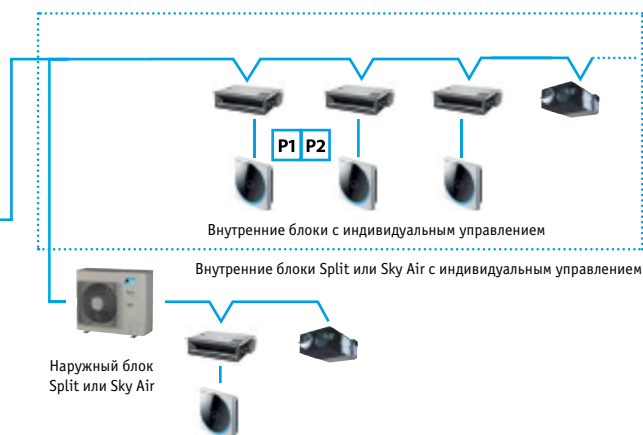 P1 P2
Внутренние блоки с индивидуальным управлением
Внутренние блоки Split или Sky Air с индивидуальным управлением
Наружный блок
Split или Sky Air